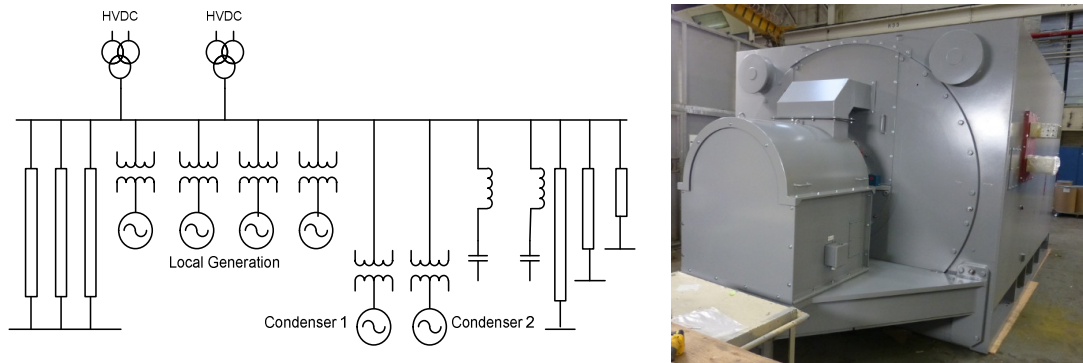 HVDC
HVDC
Local Generation
Condenser 1
Condenser 2